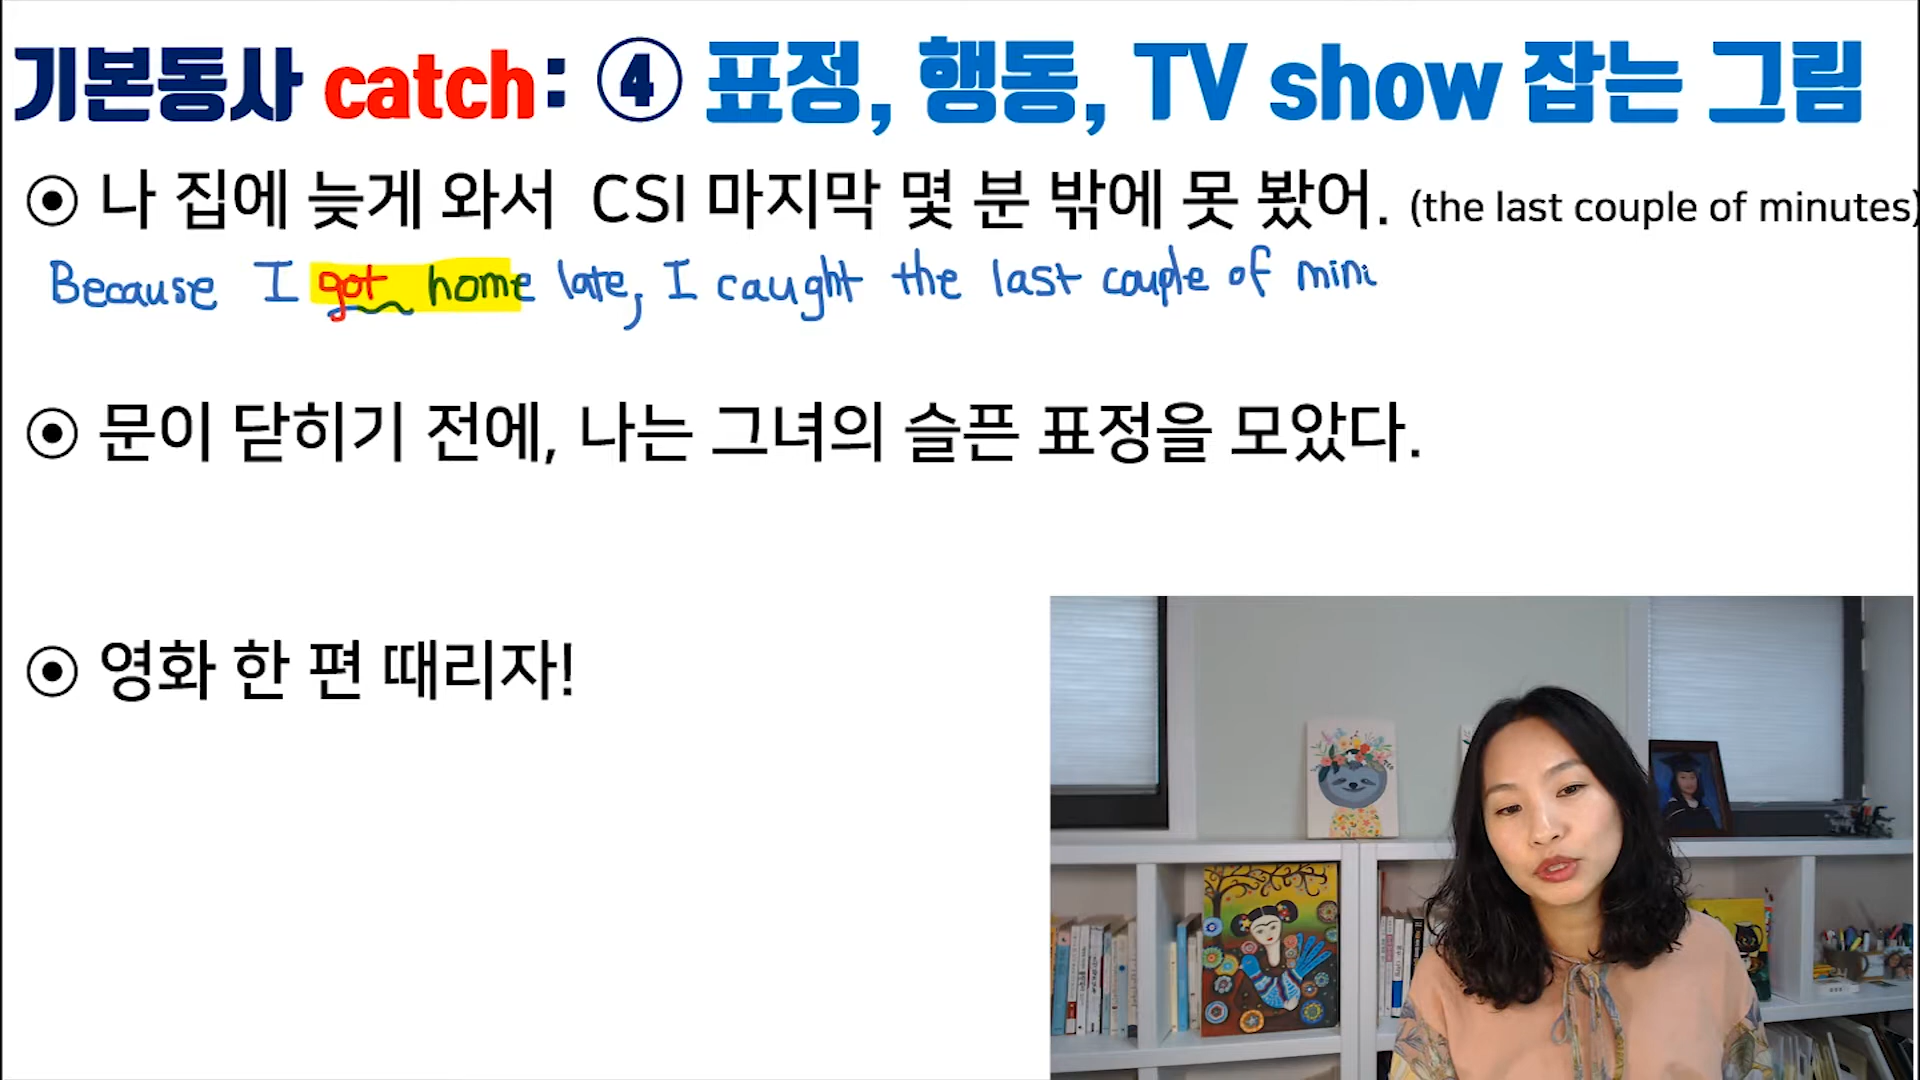 기본동사 catch: ④ 표정, 행동, TV show 잡는 그림
⦿ 나 집에 늦게 와서 CSI 마지막 몇 분 밖에 못 봤어. (the last couple of minutes)
Because I got home late, I caught the last couple of mini
⦿ 문이 닫히기 전에, 나는 그녀의 슬픈 표정을 모았다.
⦿ 영화 한 편 때리자!